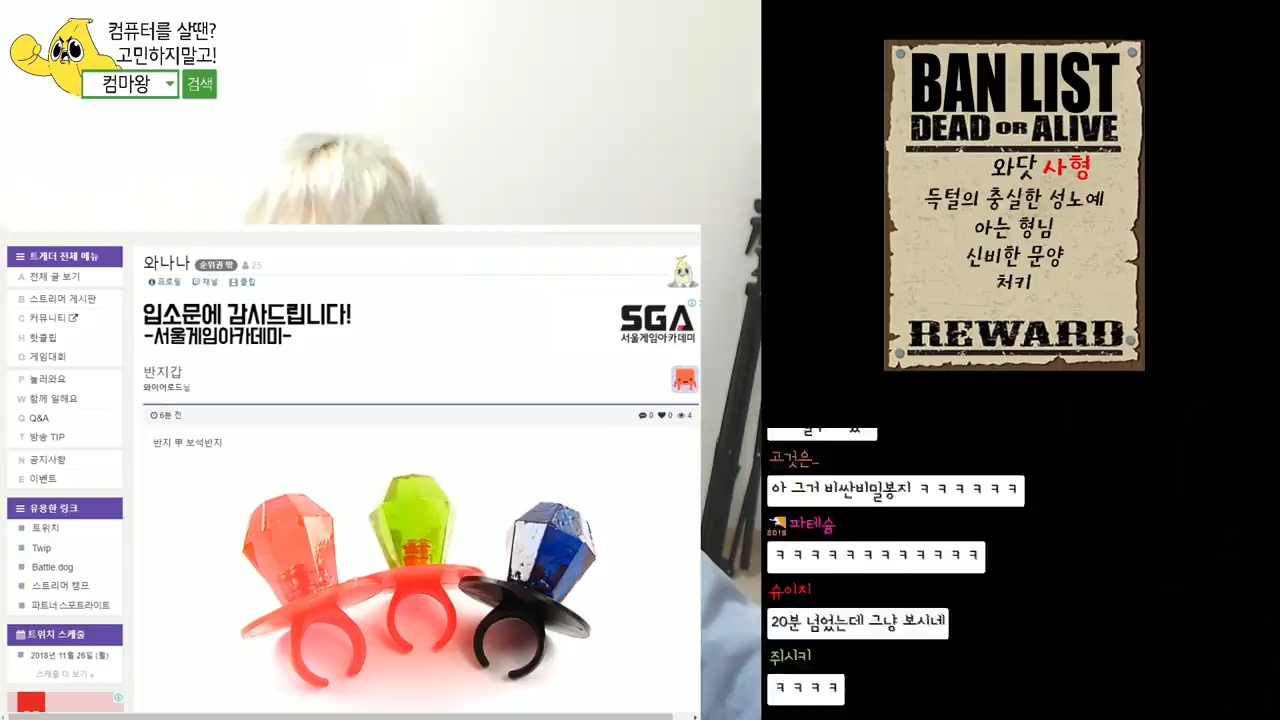 컴퓨터를 살땐?
고민하지말고!
컴마왕
검색
트게더 전체 메뉴
A 전체 글 보기
B 스트리머 게시판
C 커뮤니티
H 핫클립
G 게임대회
P 놀러와요
W 함께 일해요
Q Q&A
T 방송 TIP
N 공지사항
E 이벤트
유용한 링크
트위치
Twip
Battle.dog
스트리머 캠프
파트너 스포트라이트
트위치 스케줄
2018년 11월 26일 (월)
스케줄 더 보기 »
와나나 순위권 밖 25
프로필 채널 클립
입소문에 감사드립니다!
-서울게임아카데미-
SGA
서울게임아카데미
반지갑
와이어로드님
6분 전
0 0 4
반지 甲 보석반지
BAN LIST
DEAD OR ALIVE
와닷 사형
득털의 충실한 성노예
아는 형님
신비한 문양
처키
REWARD
고것은_
아 그거 비싼비밀봉지 ㅋㅋㅋㅋㅋㅋ
2018 파테슘
ㅋㅋㅋㅋㅋㅋㅋㅋㅋㅋㅋㅋ
슈이치
20분 넘었는데 그냥 보시네
쥐시키
ㅋㅋㅋㅋ